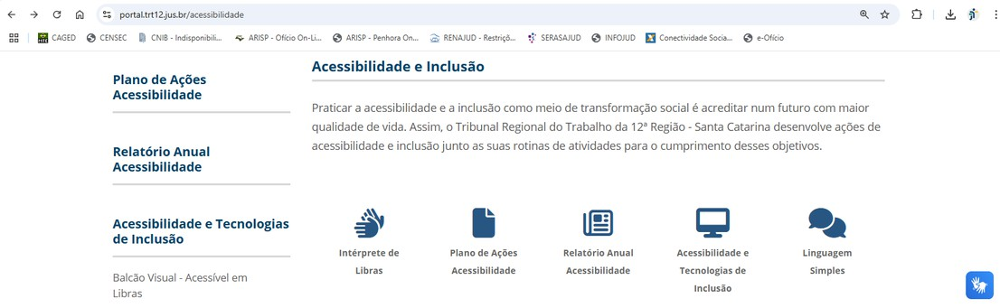 portal.trt12.jus.br/acessibilidade
CAGED
CENSEC
CNIB - Indisponibili...
ARISP - Ofício On-Li...
ARISP - Penhora On...
RENAJUD - Restriçõ...
SERASAJUD
INFOJUD
Conectividade Socia...
e-Ofício
Plano de Ações
Acessibilidade
Relatório Anual
Acessibilidade
Acessibilidade e Tecnologias
de Inclusão
Balcão Visual - Acessível em
Libras
Acessibilidade e Inclusão
Praticar a acessibilidade e a inclusão como meio de transformação social é acreditar num futuro com maior
qualidade de vida. Assim, o Tribunal Regional do Trabalho da 12ª Região - Santa Catarina desenvolve ações de
acessibilidade e inclusão junto as suas rotinas de atividades para o cumprimento desses objetivos.
Intérprete de
Libras
Plano de Ações
Acessibilidade
Relatório Anual
Acessibilidade
Acessibilidade e
Tecnologias de
Inclusão
Linguagem
Simples